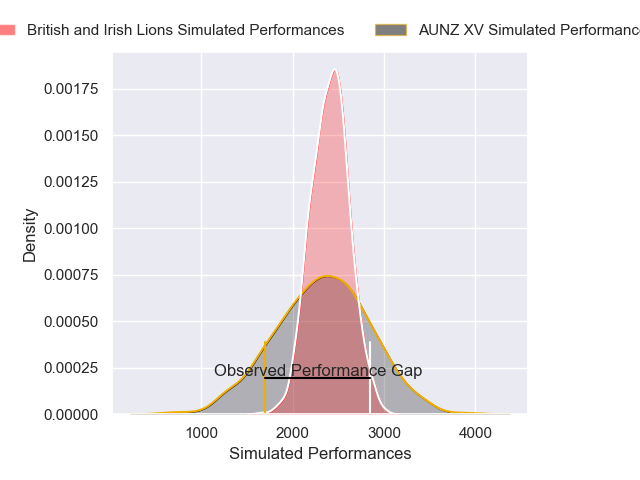 British and Irish Lions Simulated Performances
AUNZ XV Simulated Performanc
0.00175
0.00150
0.00125
0.00100
0.00075
0.00050
0.00025
0.00000
Density
Observed Performance Gap
1000 2000 3000 4000
Simulated Performances